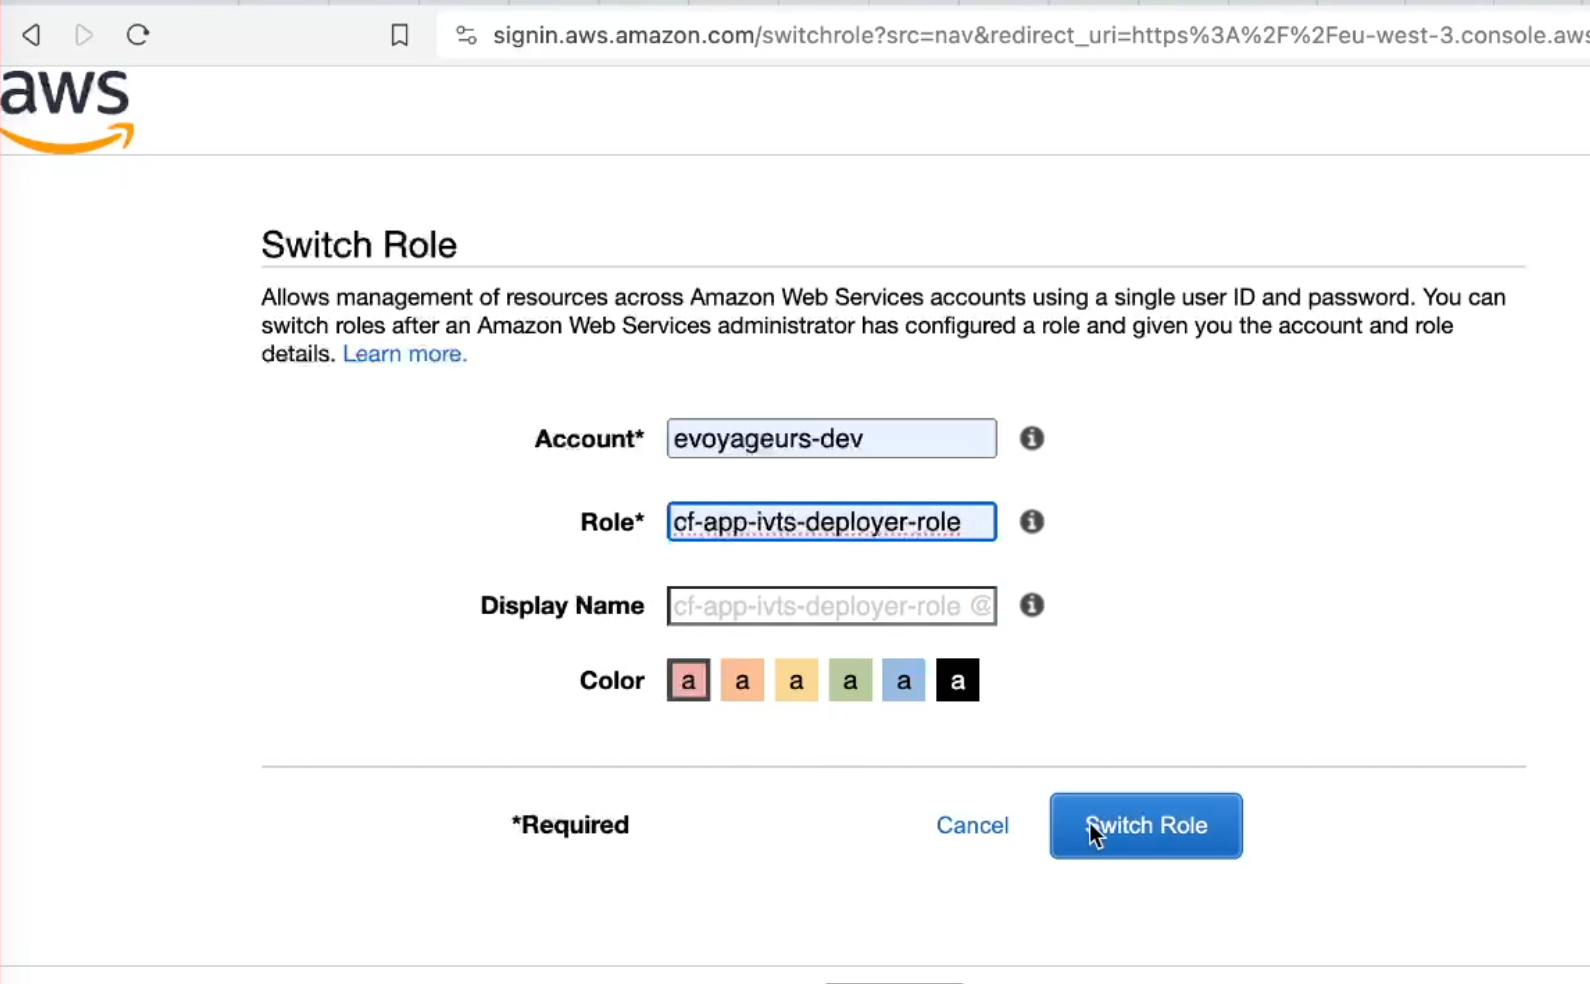 signin.aws.amazon.com/switchrole?src=nav&redirect_uri=https%3A%2F%2Feu-west-3.console.aws
aws
Switch Role
Allows management of resources across Amazon Web Services accounts using a single user ID and password. You can
switch roles after an Amazon Web Services administrator has configured a role and given you the account and role
details. Learn more.
Account* evoyageurs-dev
Role* cf-app-ivts-deployer-role
Display Name cf-app-ivts-deployer-role @
Color a a a a a a
*Required Cancel Switch Role